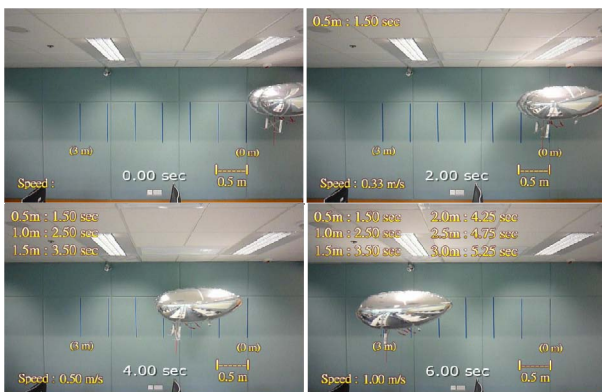 (3 m) (0 m)
Speed : 0.00 sec 0.5 m
0.5m : 1.50 sec
(3 m) (0 m)
Speed : 0.33 m/s 2.00 sec 0.5 m
0.5m : 1.50 sec
1.0m : 2.50 sec
1.5m : 3.50 sec
(3 m) (0 m)
Speed : 0.50 m/s 4.00 sec 0.5 m
0.5m : 1.50 sec 2.0m : 4.25 sec
1.0m : 2.50 sec 2.5m : 4.75 sec
1.5m : 3.50 sec 3.0m : 5.25 sec
(3 m) (0 m)
Speed : 1.00 m/s 6.00 sec 0.5 m